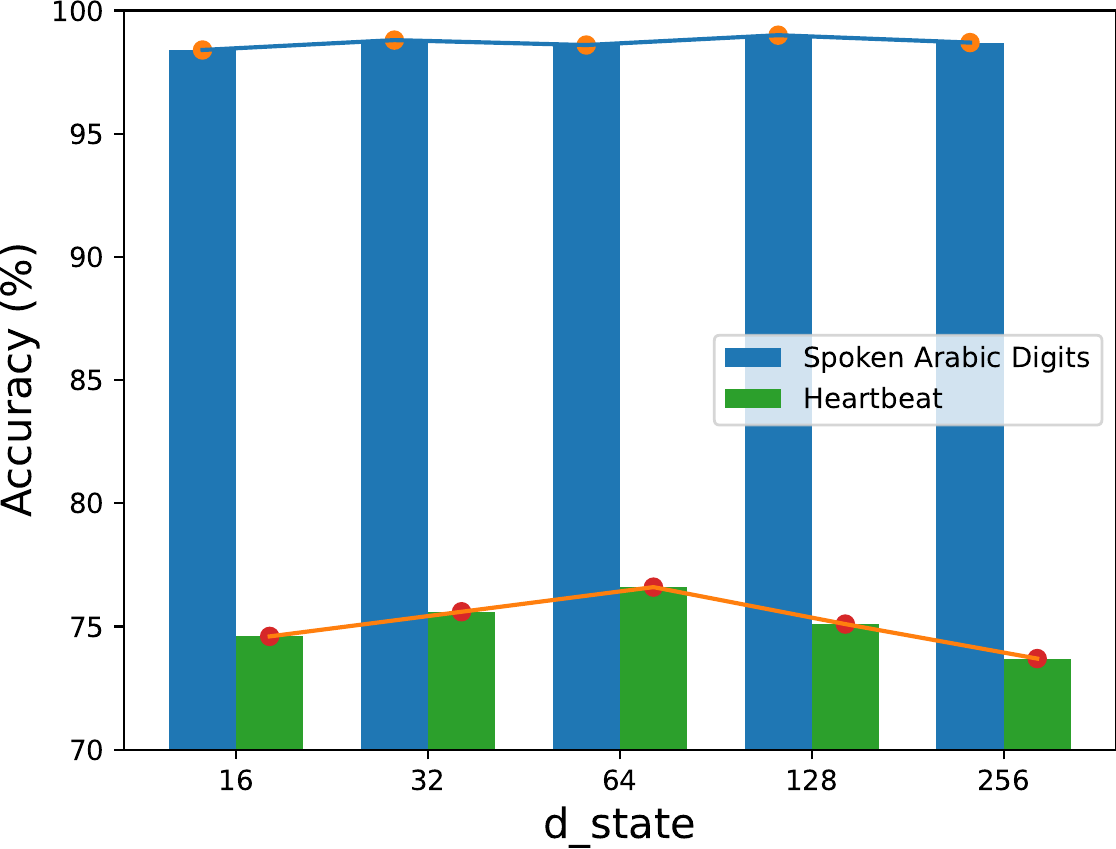 100
95
90
85
80
75
70
Accuracy (%)
Spoken Arabic Digits
Heartbeat
16 32 64 128 256
d_state